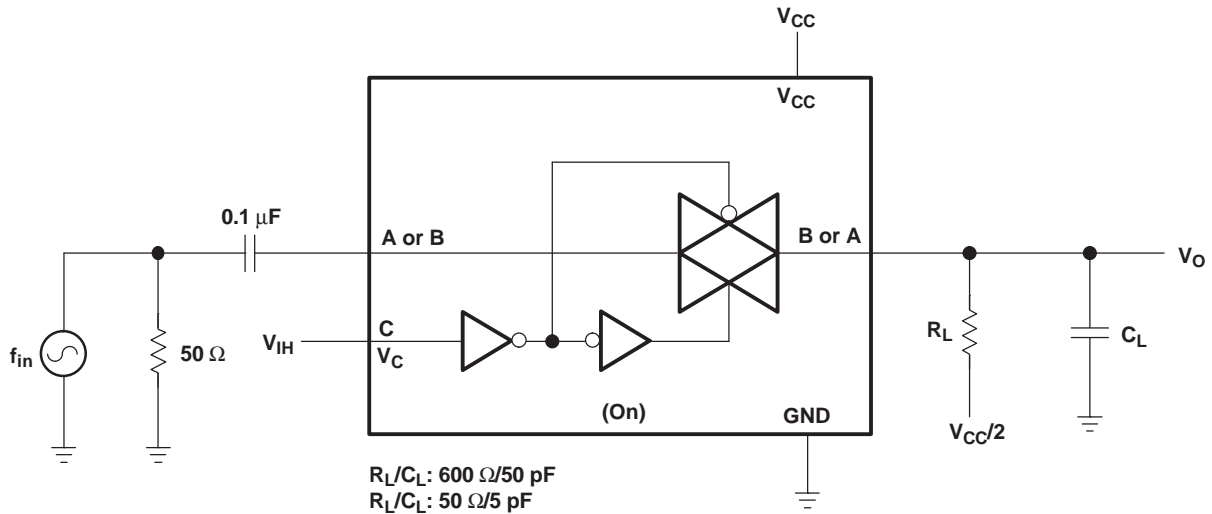 VCC
VCC
0.1 μF
A or B
B or A
VO
fin
50 Ω
VIH
C
VC
RL
CL
(On)
GND
VCC/2
RL/CL: 600 Ω/50 pF
RL/CL: 50 Ω/5 pF